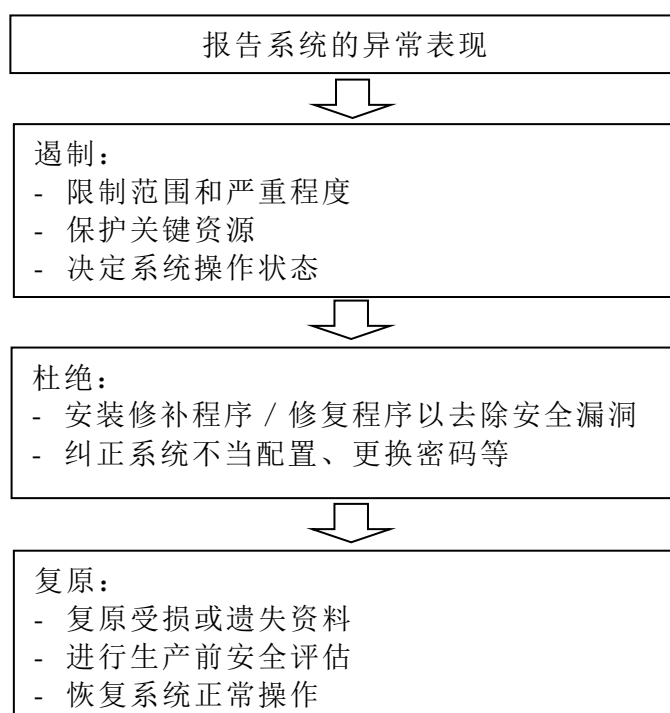 报告系统的异常表现
遏制：
- 限制范围和严重程度
- 保护关键资源
- 决定系统操作状态
杜绝：
- 安装修补程序／修复程序以去除安全漏洞
- 纠正系统不当配置、更换密码等
复原：
- 复原受损或遗失资料
- 进行生产前安全评估
- 恢复系统正常操作